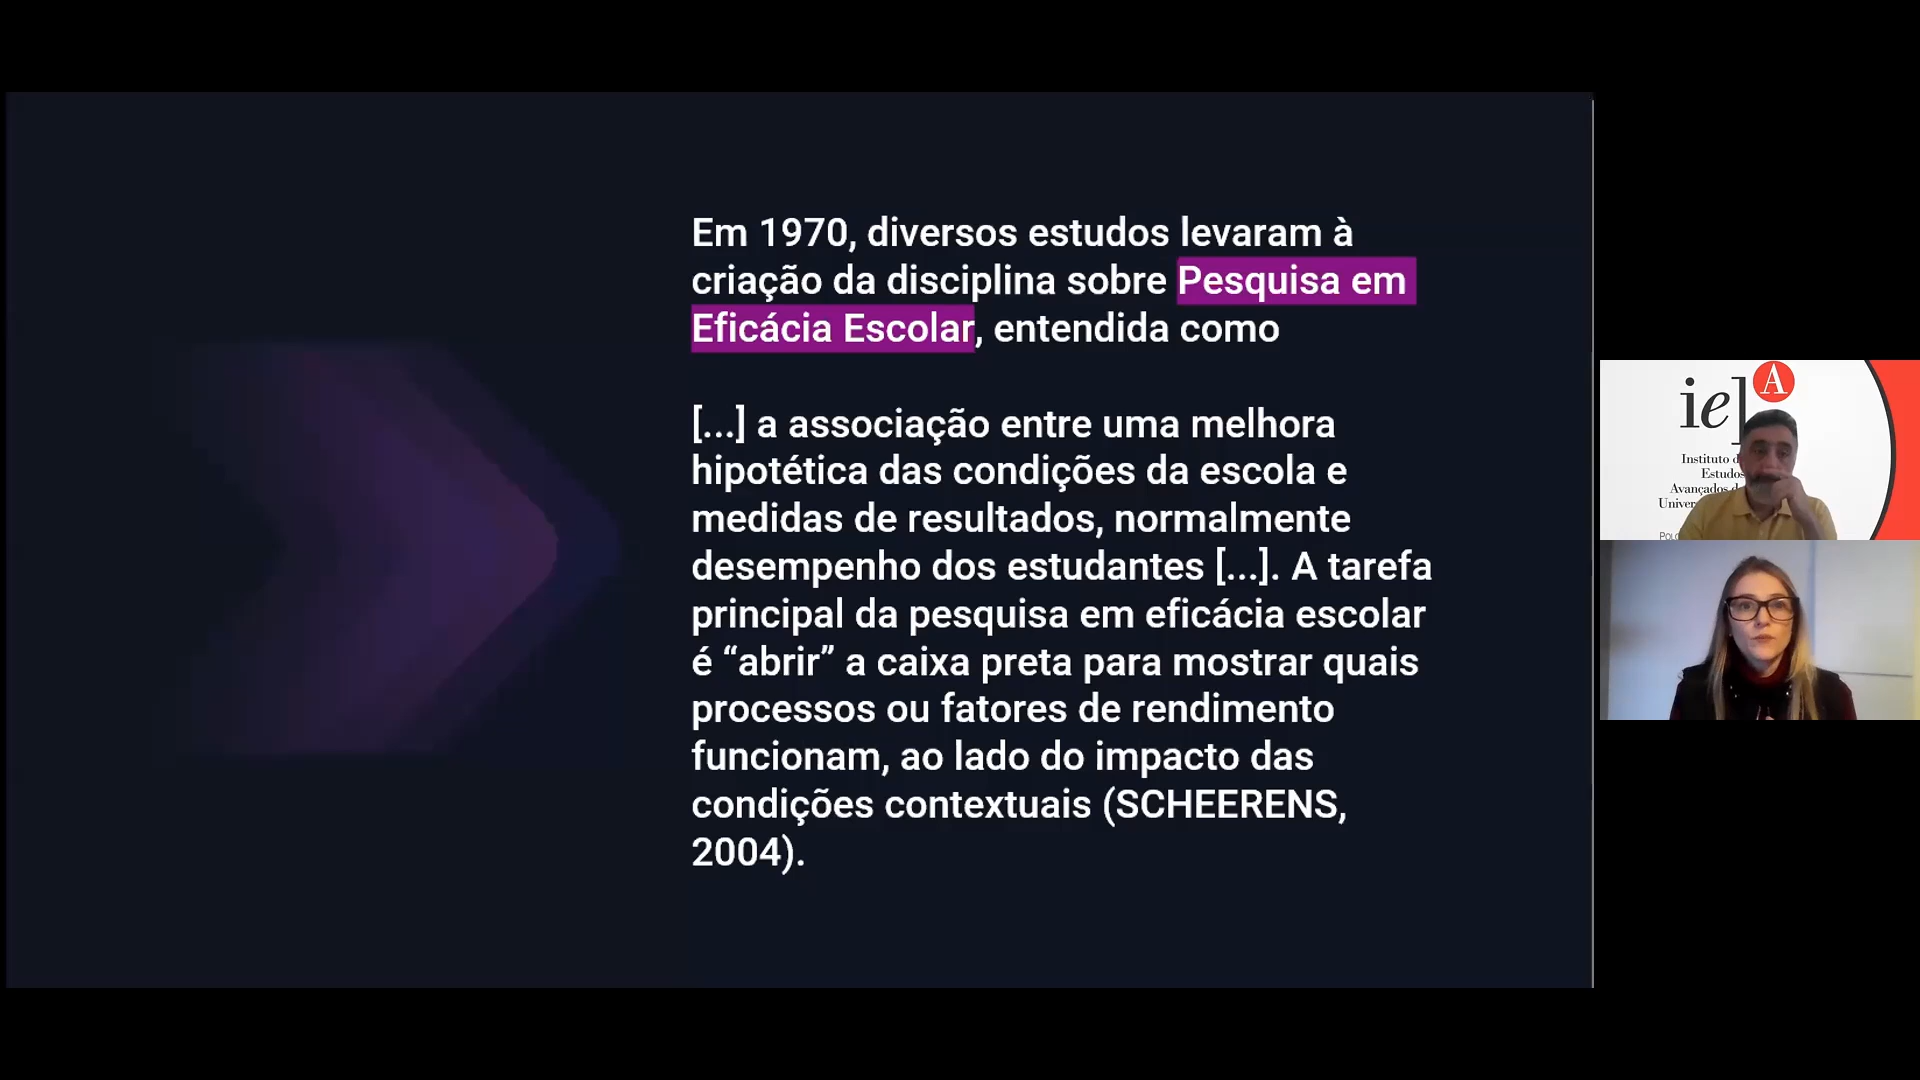 Em 1970, diversos estudos levaram à
criação da disciplina sobre Pesquisa em
Eficácia Escolar, entendida como
[...] a associação entre uma melhora
hipotética das condições da escola e
medidas de resultados, normalmente
desempenho dos estudantes [...]. A tarefa
principal da pesquisa em eficácia escolar
é “abrir” a caixa preta para mostrar quais
processos ou fatores de rendimento
funcionam, ao lado do impacto das
condições contextuais (SCHEERENS,
2004).
A
Instituto
Estudos
Avançados